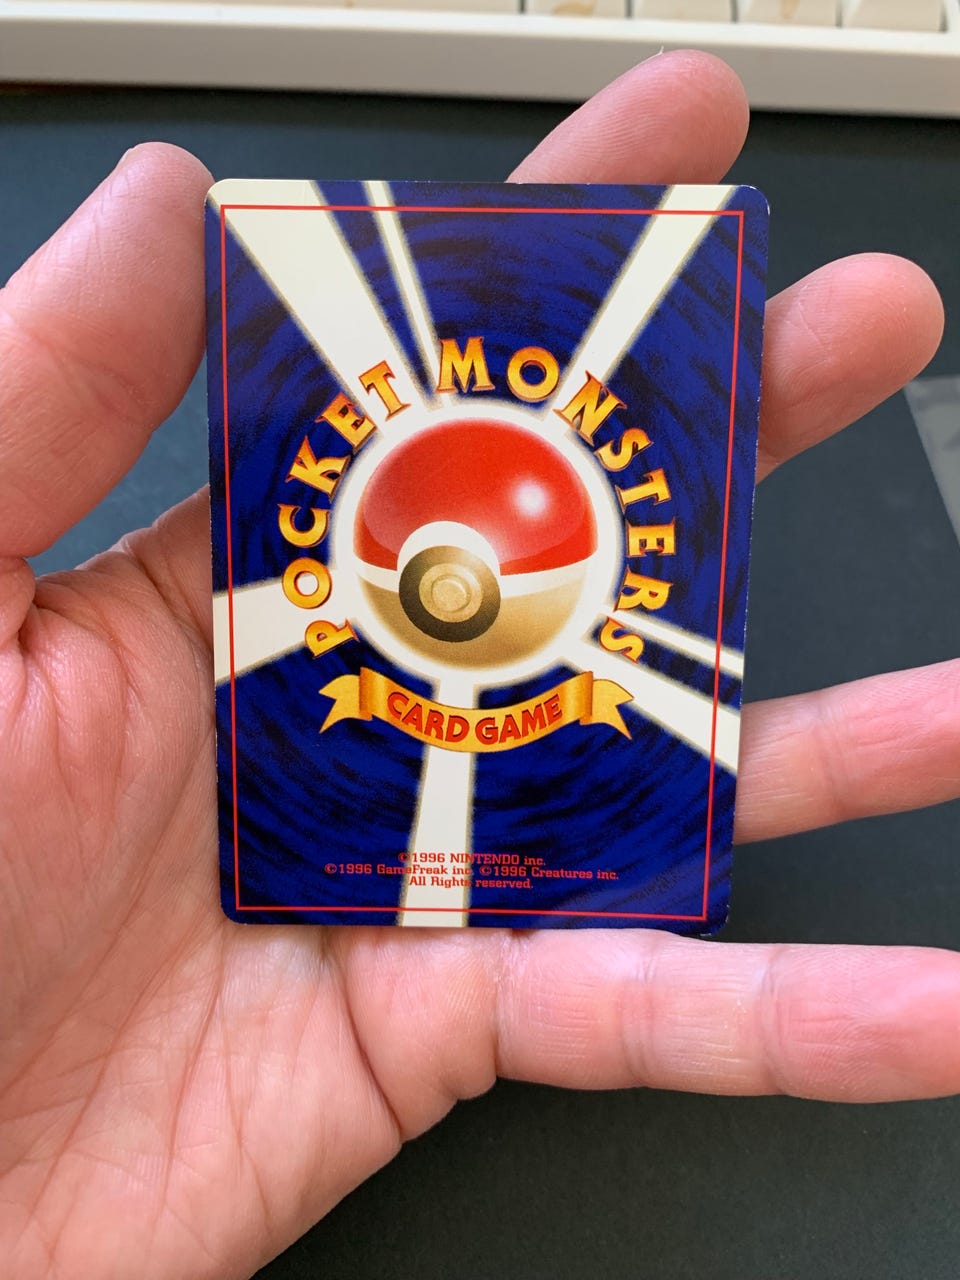 POCKET MONSTERS
CARD GAME
©1996 NINTENDO inc.
©1996 GameFreak inc. ©1996 Creatures inc.
All Rights reserved.